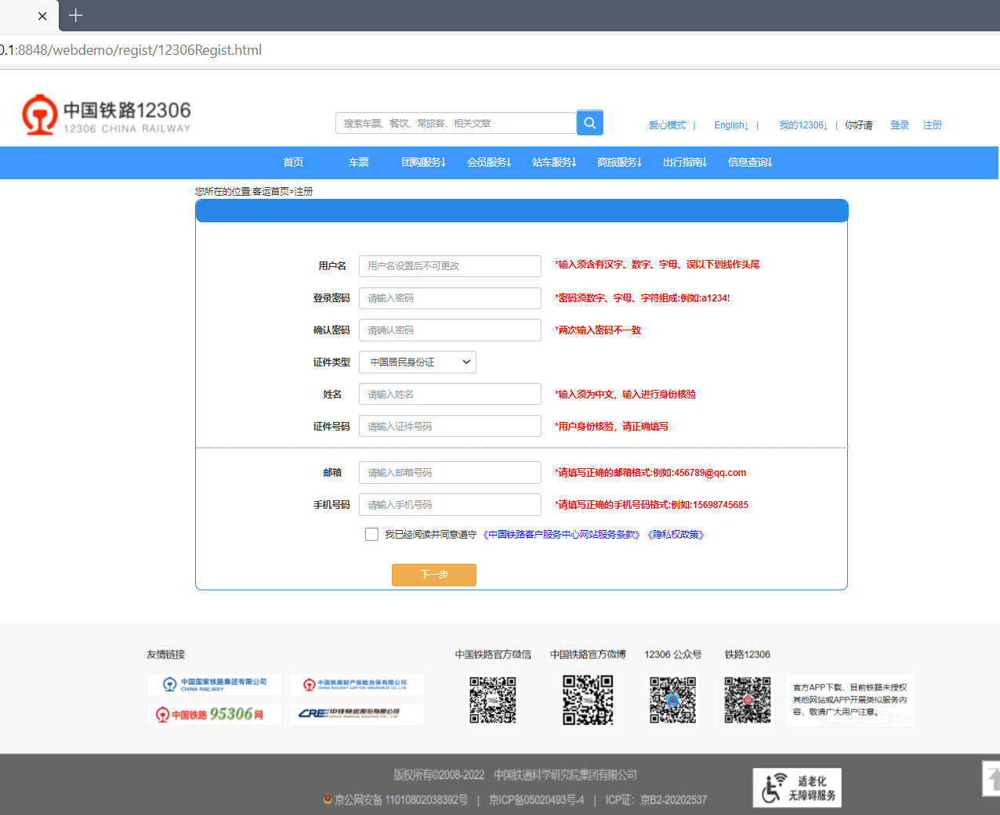 0.1:8848/webdemo/regist/12306Regist.html
中国铁路12306
12306 CHINA RAILWAY
搜索车票、餐饮、常旅客、相关文章
爱心模式 | English↓ | 我的12306↓ | 你好请 登录 注册
首页 车票 团购服务↓ 会员服务↓ 站车服务↓ 商旅服务↓ 出行指南↓ 信息查询↓
您所在的位置:客运首页>注册
用户名 用户名设置后不可更改 *输入须含有汉字、数字、字母、误以下划线作头尾
登录密码 请输入密码 *密码须数字、字母、字符组成:例如:a1234!
确认密码 请确认密码 *两次输入密码不一致
证件类型 中国居民身份证
姓名 请输入姓名 *输入须为中文，输入进行身份核验
证件号码 请输入证件号码 *用户身份核验，请正确填写
邮箱 请输入邮箱号码 *请填写正确的邮箱格式:例如:456789@qq.com
手机号码 请输入手机号码 *请填写正确的手机号码格式:例如:15698745685
我已经阅读并同意遵守 《中国铁路客户服务中心网站服务条款》《隐私权政策》
下一步
友情链接 中国铁路官方微信 中国铁路官方微博 12306 公众号 铁路12306
中国国家铁路集团有限公司
CHINA RAILWAY
中国铁路财产保险自保有限公司
CHINA RAILWAY CAPTIVE INSURANCE CO.,LTD.
中国铁路 95306 网
CRE 中铁快运股份有限公司
官方APP下载，目前铁路未授权
其他网站或APP开展类似服务内
容，敬请广大用户注意。
版权所有©2008-2022 中国铁道科学研究院集团有限公司
京公网安备 11010802038392号 | 京ICP备05020493号-4 | ICP证：京B2-20202537
适老化
无障碍服务